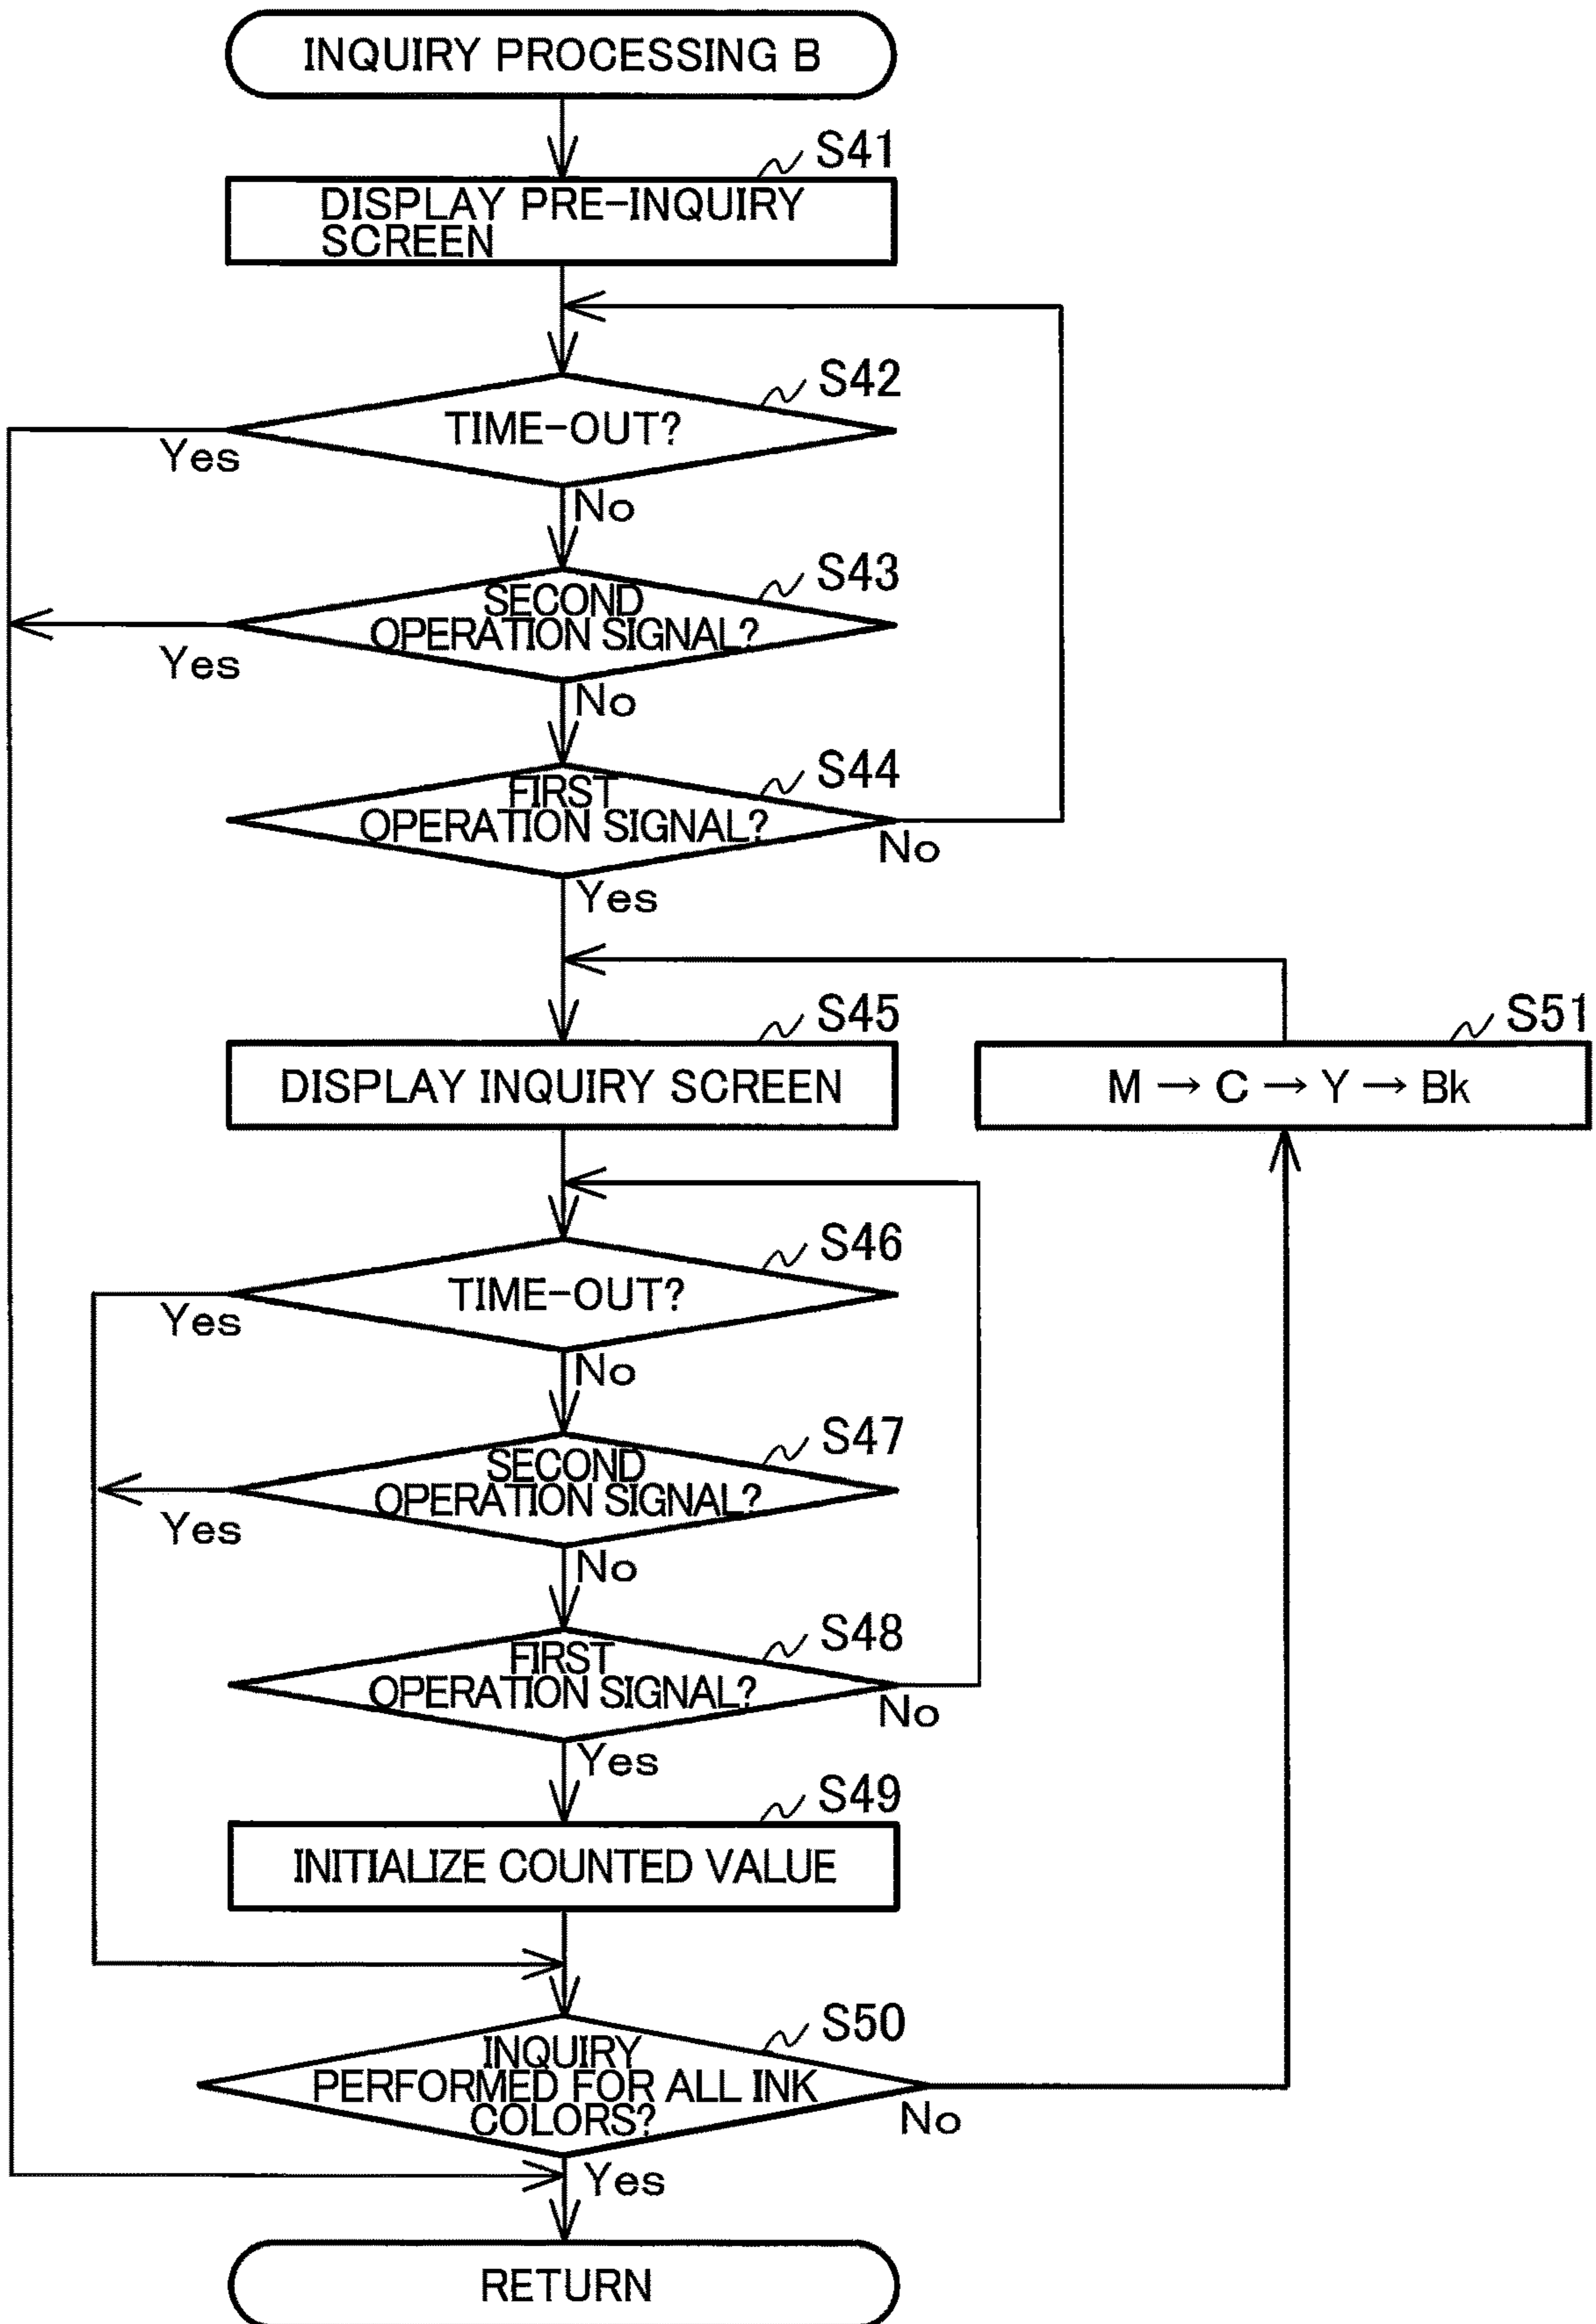 INQUIRY PROCESSING B
S41
DISPLAY PRE-INQUIRY
SCREEN
S42
TIME-OUT?
Yes
No
S43
SECOND
OPERATION SIGNAL?
Yes
No
S44
FIRST
OPERATION SIGNAL?
No
Yes
S45
DISPLAY INQUIRY SCREEN
S51
M → C → Y → Bk
S46
TIME-OUT?
Yes
No
S47
SECOND
OPERATION SIGNAL?
Yes
No
S48
FIRST
OPERATION SIGNAL?
No
Yes
S49
INITIALIZE COUNTED VALUE
S50
INQUIRY
PERFORMED FOR ALL INK
COLORS?
No
Yes
RETURN